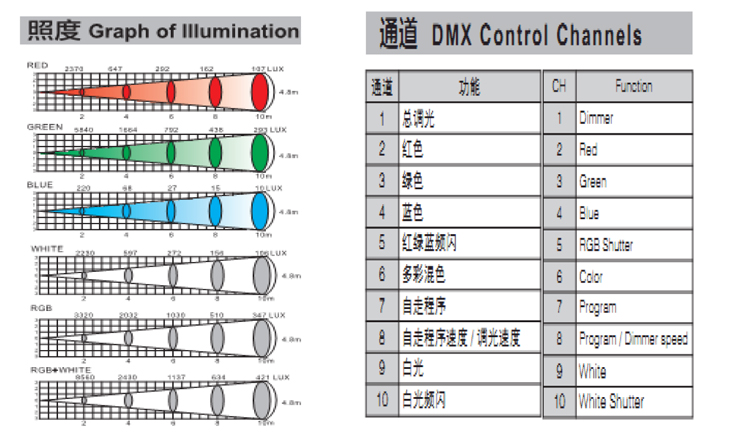 照度 Graph of Illumination
RED
2370 647 292 162 107 LUX
4.8m
2 4 6 8 10m
GREEN
5840 1664 792 438 293 LUX
4.8m
2 4 6 8 10m
BLUE
220 68 27 15 10 LUX
4.8m
2 4 6 8 10m
WHITE
2230 597 272 156 106 LUX
4.8m
2 4 6 8 10m
RGB
3320 2032 1030 510 347 LUX
4.8m
2 4 6 8 10m
RGB+WHITE
8560 2430 1137 634 421 LUX
4.8m
2 4 6 8 10m
通道 DMX Control Channels
通道 功能 CH Function
1 总调光 1 Dimmer
2 红色 2 Red
3 绿色 3 Green
4 蓝色 4 Blue
5 红绿蓝频闪 5 RGB Shutter
6 多彩混色 6 Color
7 自走程序 7 Program
8 自走程序速度 / 调光速度 8 Program / Dimmer speed
9 白光 9 White
10 白光频闪 10 White Shutter